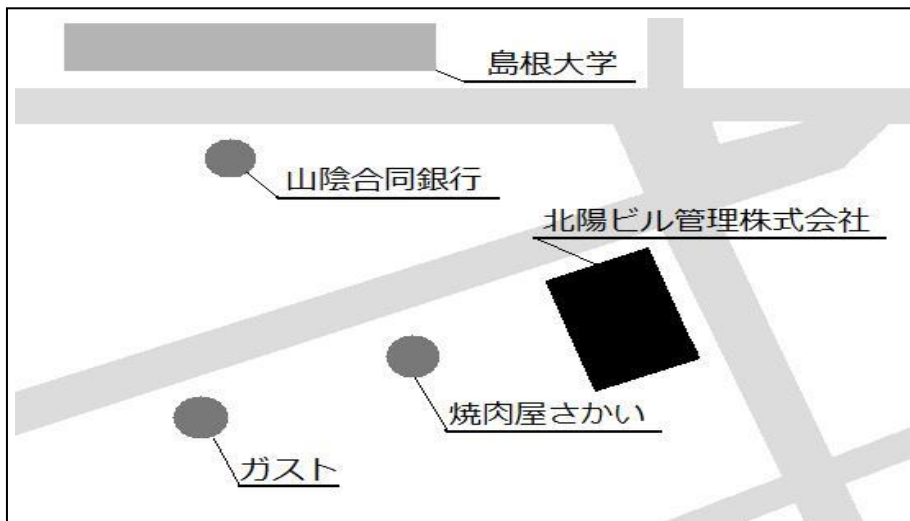 島根大学
山陰合同銀行
北陽ビル管理株式会社
焼肉屋さかい
ガスト